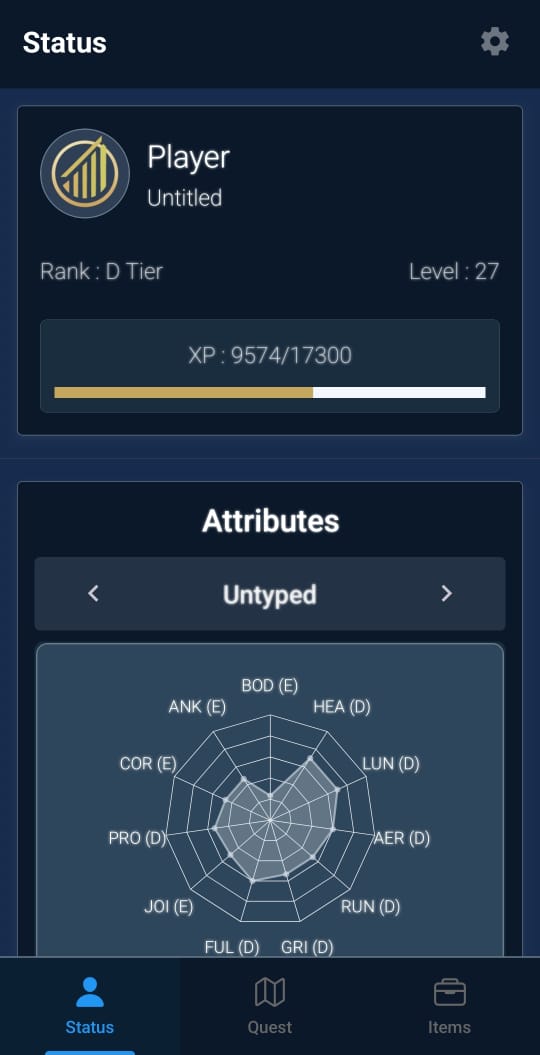 Status
Player
Untitled
Rank : D Tier
Level : 27
XP : 9574/17300
Attributes
Untyped
BOD (E)
ANK (E)
HEA (D)
COR (E)
LUN (D)
PRO (D)
AER (D)
JOI (E)
RUN (D)
FUL (D)
GRI (D)
Status
Quest
Items